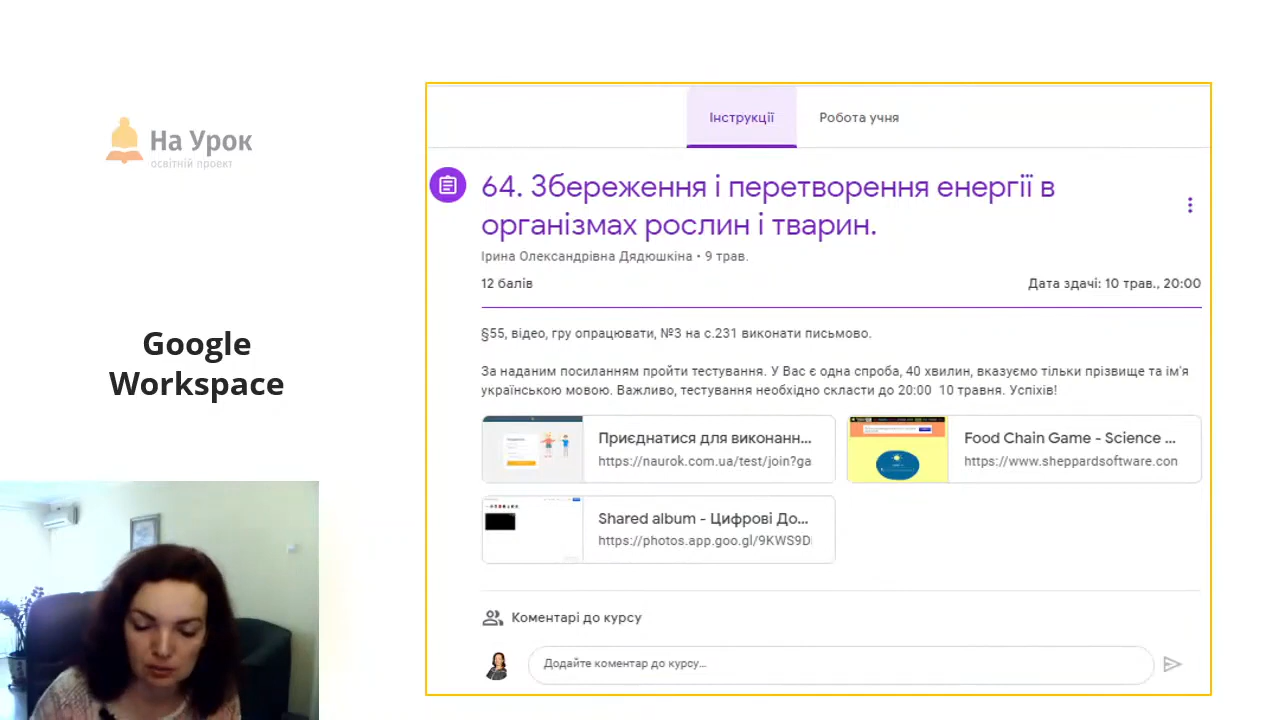 На Урок
освітній проект
Google
Workspace
Інструкції
Робота учня
64. Збереження і перетворення енергії в
організмах рослин і тварин.
Ірина Олександрівна Дядюшкіна • 9 трав.
12 балів
Дата здачі: 10 трав., 20:00
§55, відео, гру опрацювати, №3 на с.231 виконати письмово.
За наданим посиланням пройти тестування. У Вас є одна спроба, 40 хвилин, вказуємо тільки прізвище та ім'я
українською мовою. Важливо, тестування необхідно скласти до 20:00 10 травня. Успіхів!
Приєднатися для виконанн...
https://naurok.com.ua/test/join?ga
Food Chain Game - Science ...
https://www.sheppardsoftware.con
Shared album - Цифрові До...
https://photos.app.goo.gl/9KWS9D
Коментарі до курсу
Додайте коментар до курсу...